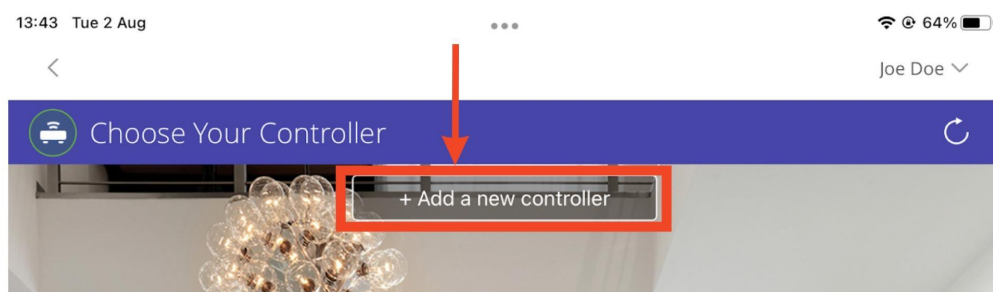 13:43 Tue 2 Aug
64%
Joe Doe
Choose Your Controller
+ Add a new controller